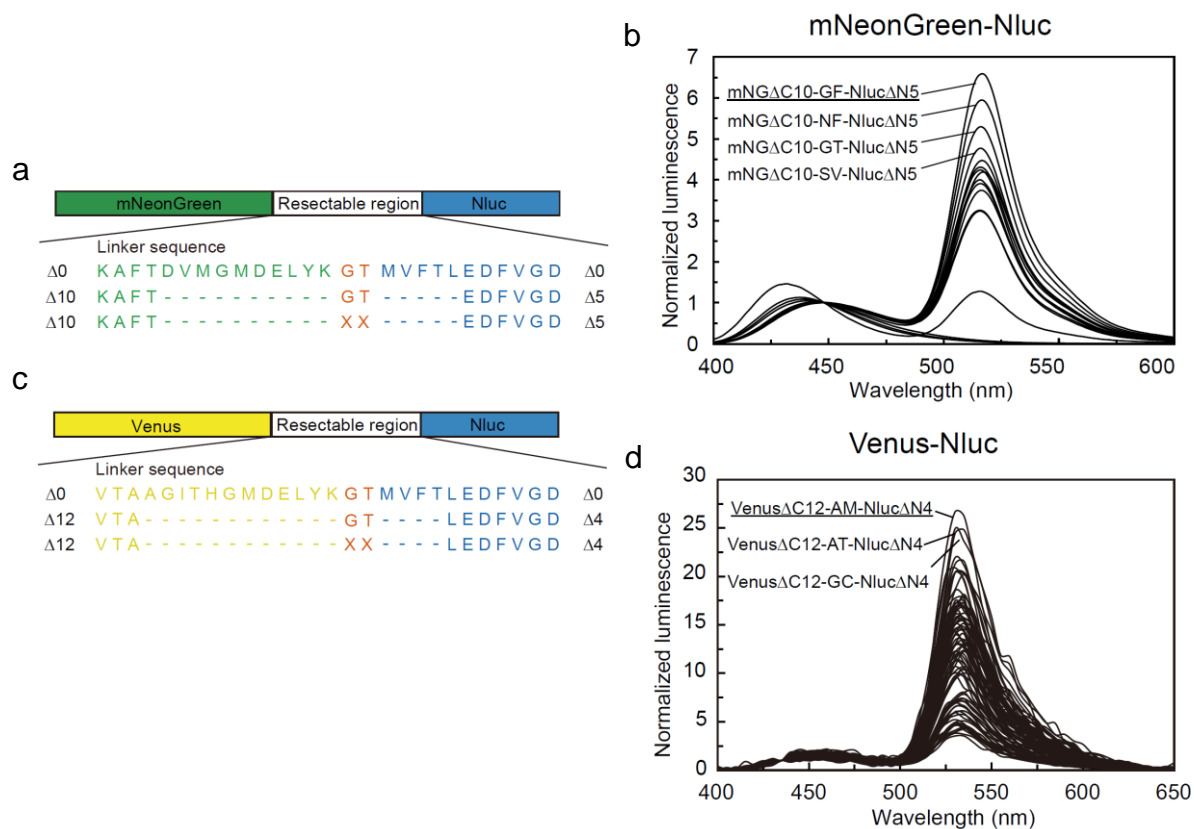 a
mNeonGreen Resectable region Nluc
Linker sequence
Δ0 KAFTDVMGMDELYKGT MVFTLEDFVGD Δ0
Δ10 KAFT----------GT-----EDFVGD Δ5
Δ10 KAFT----------XX-----EDFVGD Δ5
b
mNeonGreen-Nluc
Normalized luminescence
7
6
5
4
3
2
1
0
mNGΔC10-GF-NlucΔN5
mNGΔC10-NF-NlucΔN5
mNGΔC10-GT-NlucΔN5
mNGΔC10-SV-NlucΔN5
400 450 500 550 600
Wavelength (nm)
c
Venus Resectable region Nluc
Linker sequence
Δ0 VTAAGITHGMDELYKGTMVFTLEDFVGD Δ0
Δ12 VTA------------GT----LEDFVGD Δ4
Δ12 VTA------------XX----LEDFVGD Δ4
d
Venus-Nluc
Normalized luminescence
30
25
20
15
10
5
0
VenusΔC12-AM-NlucΔN4
VenusΔC12-AT-NlucΔN4
VenusΔC12-GC-NlucΔN4
400 450 500 550 600 650
Wavelength (nm)